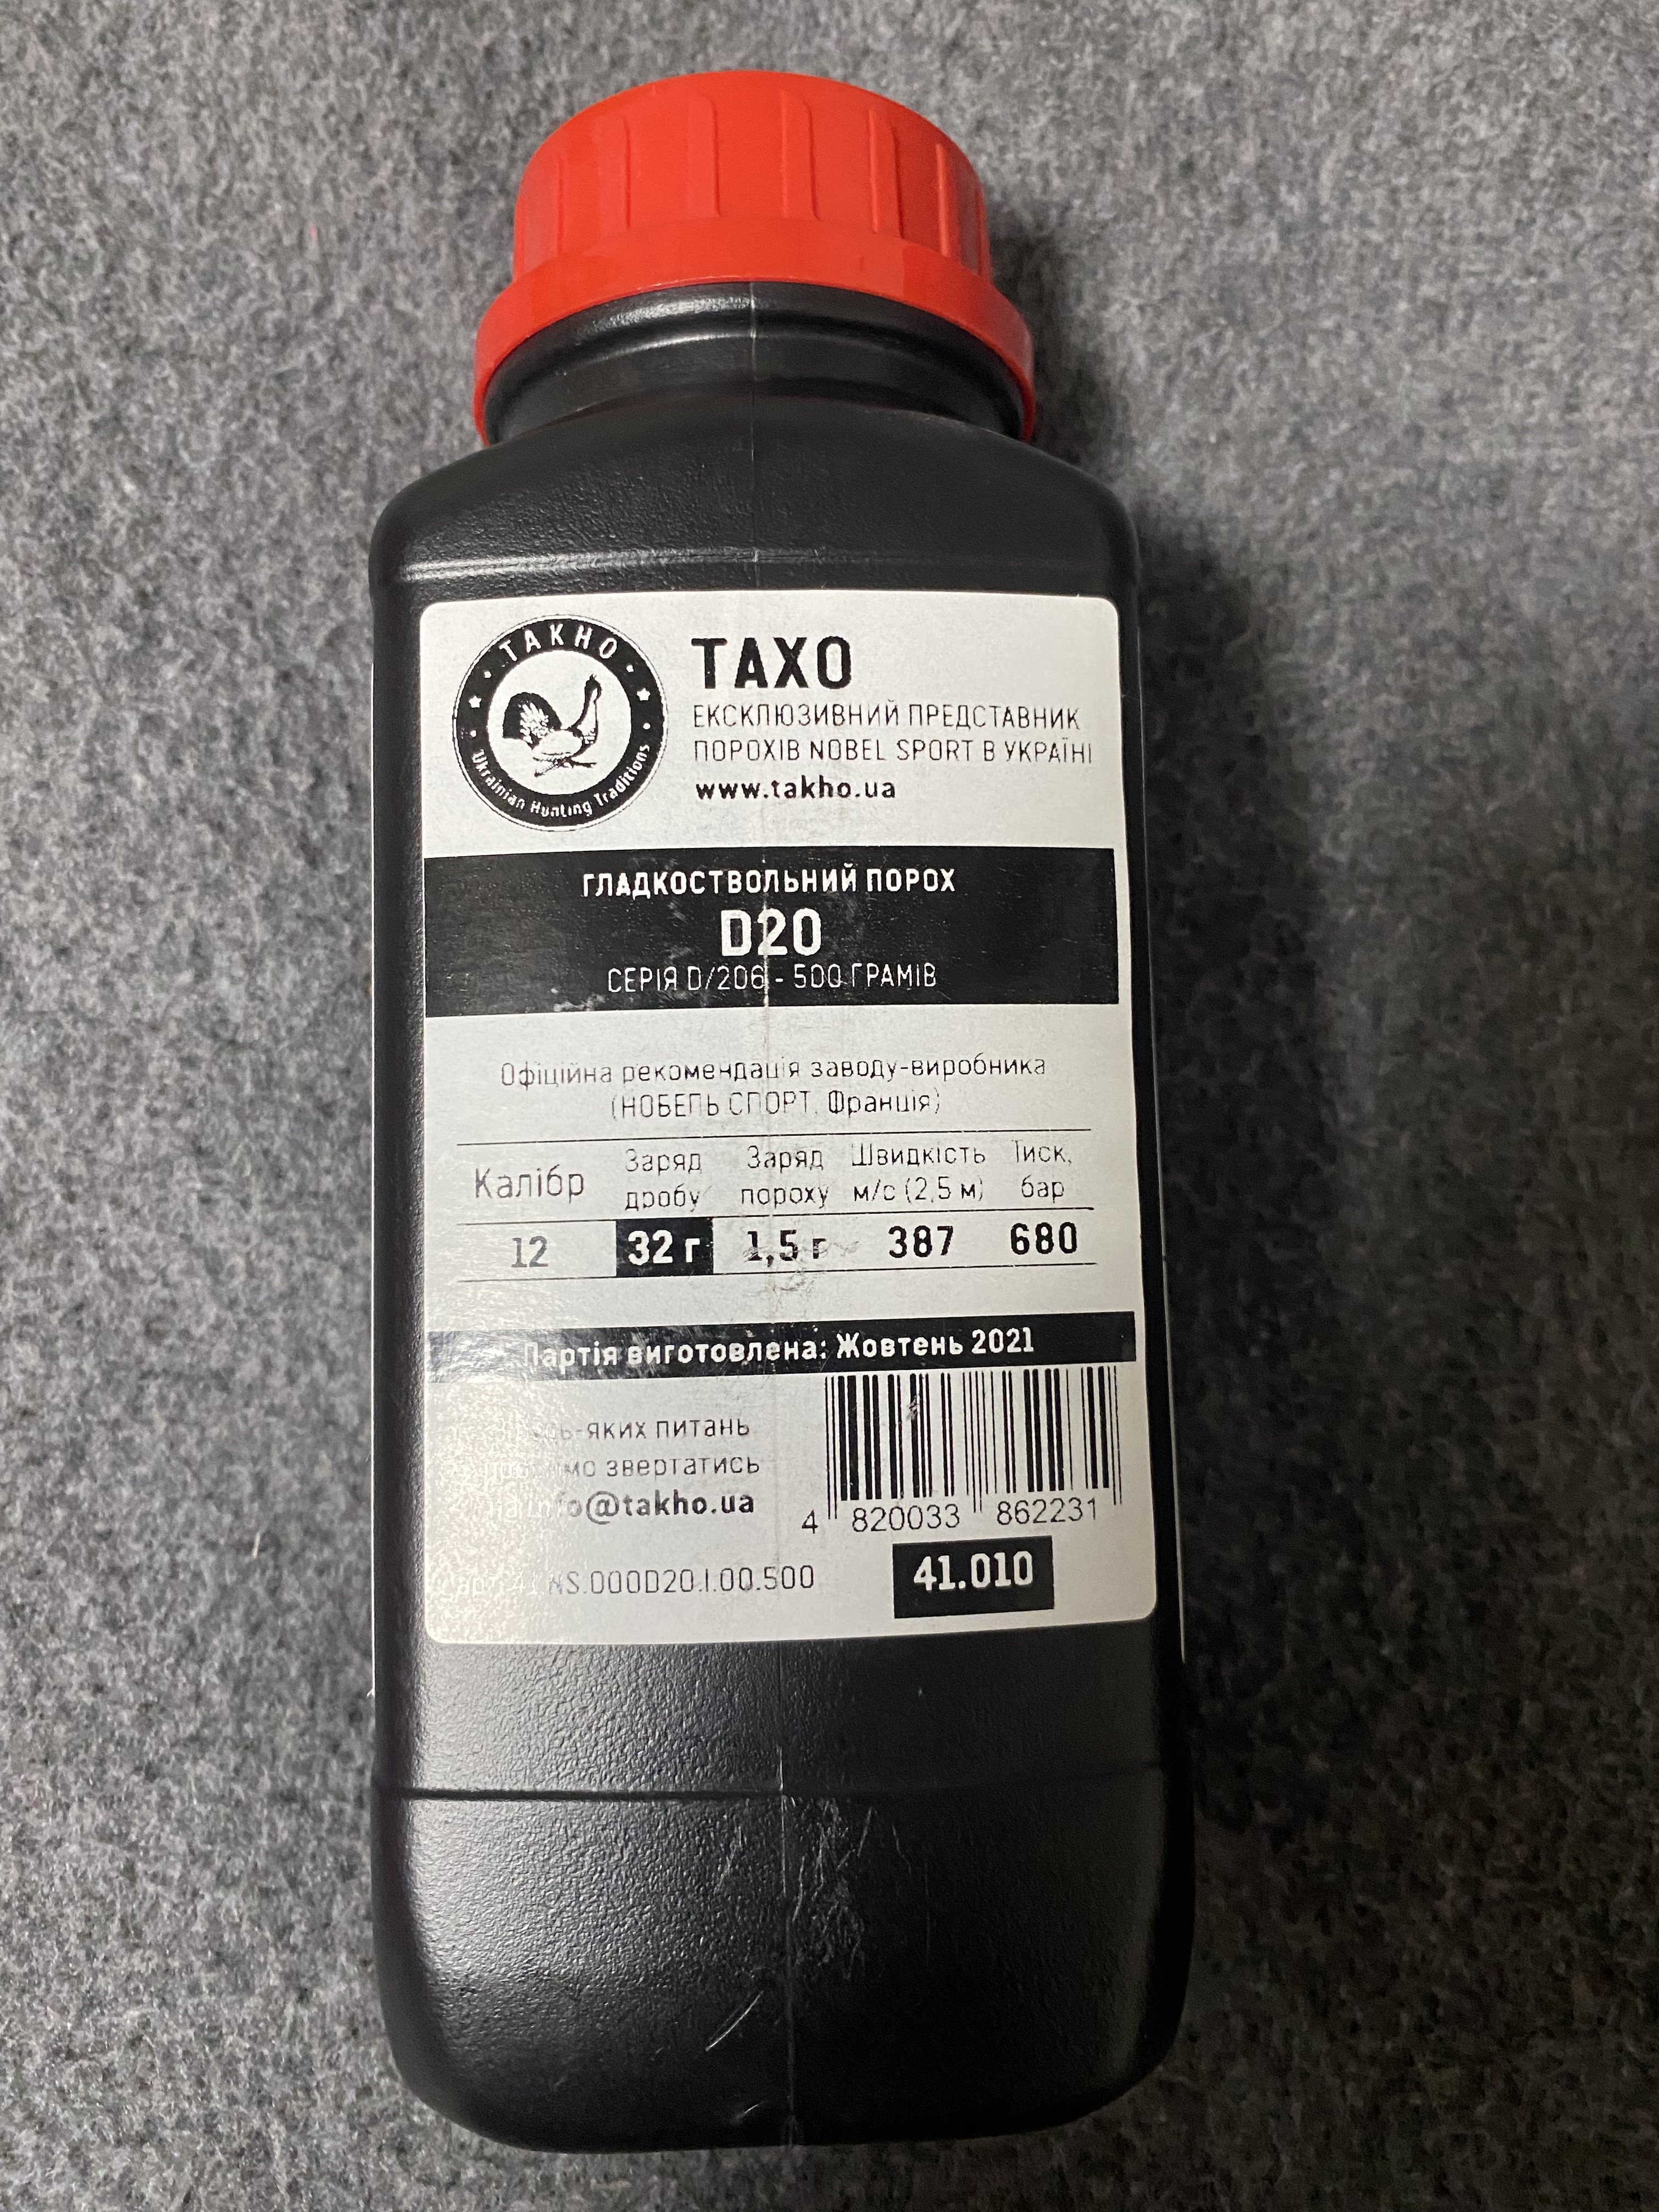 TAKHO
Ukrainian Hunting Traditions
ТАХО
ЕКСКЛЮЗИВНИЙ ПРЕДСТАВНИК
ПОРОХІВ NOBEL SPORT В УКРАЇНІ
www.takho.ua
ГЛАДКОСТВОЛЬНИЙ ПОРОХ
D20
СЕРІЯ D/206 - 500 ГРАМІВ
Офіційна рекомендація заводу-виробника
(НОБЕЛЬ СПОРТ, Франція)
Калібр Заряд дробу Заряд пороху Швидкість м/с (2,5 м) Тиск, бар
12 32 г 1,5 г 387 680
Партія виготовлена: Жовтень 2021
питань
звертатись
info@takho.ua
4 820033 862231
NS.000D20.I.00.500
41.010